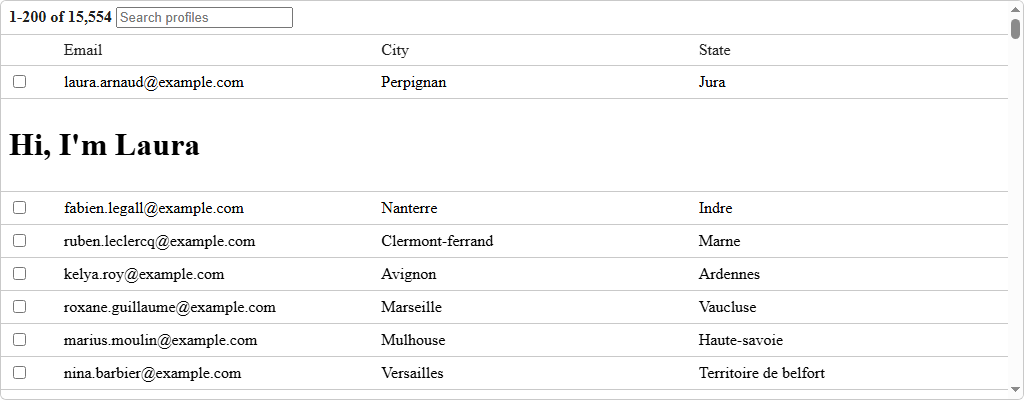 1-200 of 15,554 Search profiles
Email City State
laura.arnaud@example.com Perpignan Jura
Hi, I'm Laura
fabien.legall@example.com Nanterre Indre
ruben.leclercq@example.com Clermont-ferrand Marne
kelya.roy@example.com Avignon Ardennes
roxane.guillaume@example.com Marseille Vaucluse
marius.moulin@example.com Mulhouse Haute-savoie
nina.barbier@example.com Versailles Territoire de belfort